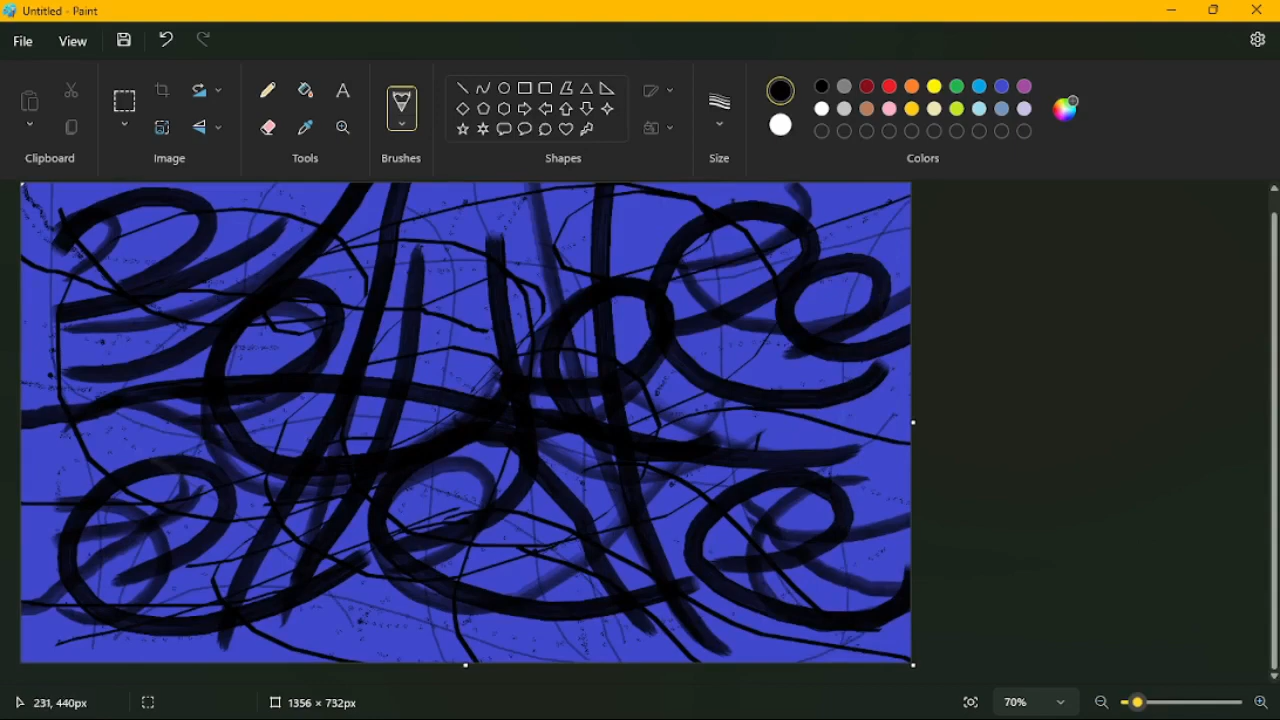 Untitled - Paint
File View
Clipboard Image Tools Brushes Shapes Size Colors
231, 440px 1356 × 732px 70%